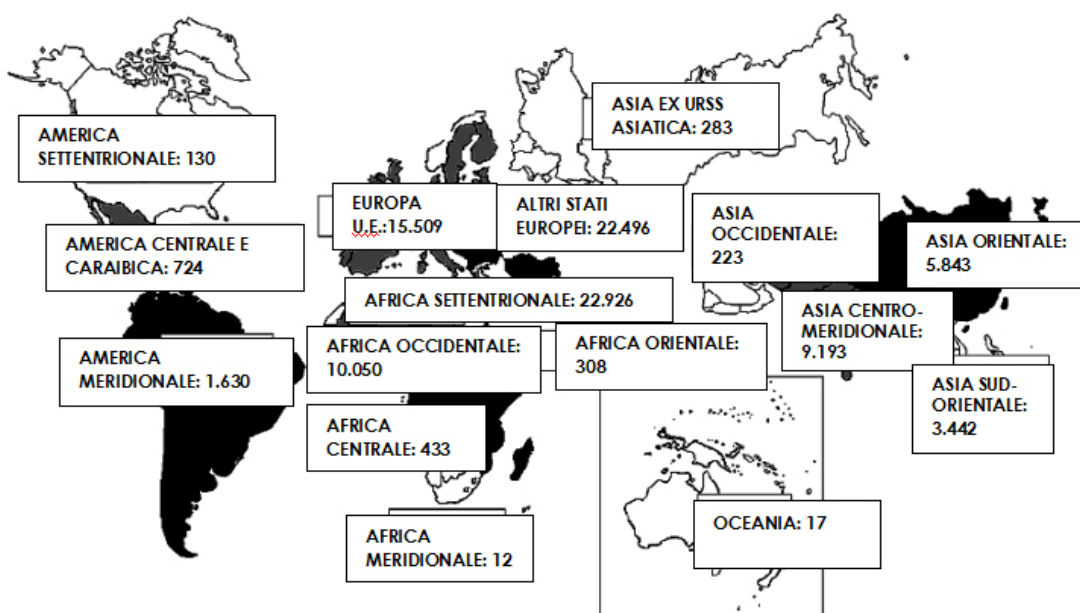 AMERICA
SETTENTRIONALE: 130
ASIA EX URSS
ASIATICA: 283
EUROPA
U.E.:15.509
ALTRI STATI
EUROPEI: 22.496
ASIA
OCCIDENTALE:
223
ASIA ORIENTALE:
5.843
AMERICA CENTRALE E
CARAIBICA: 724
AFRICA SETTENTRIONALE: 22.926
ASIA CENTRO-
MERIDIONALE:
9.193
AMERICA
MERIDIONALE: 1.630
AFRICA OCCIDENTALE:
10.050
AFRICA ORIENTALE:
308
ASIA SUD-
ORIENTALE:
3.442
AFRICA
CENTRALE: 433
OCEANIA: 17
AFRICA
MERIDIONALE: 12